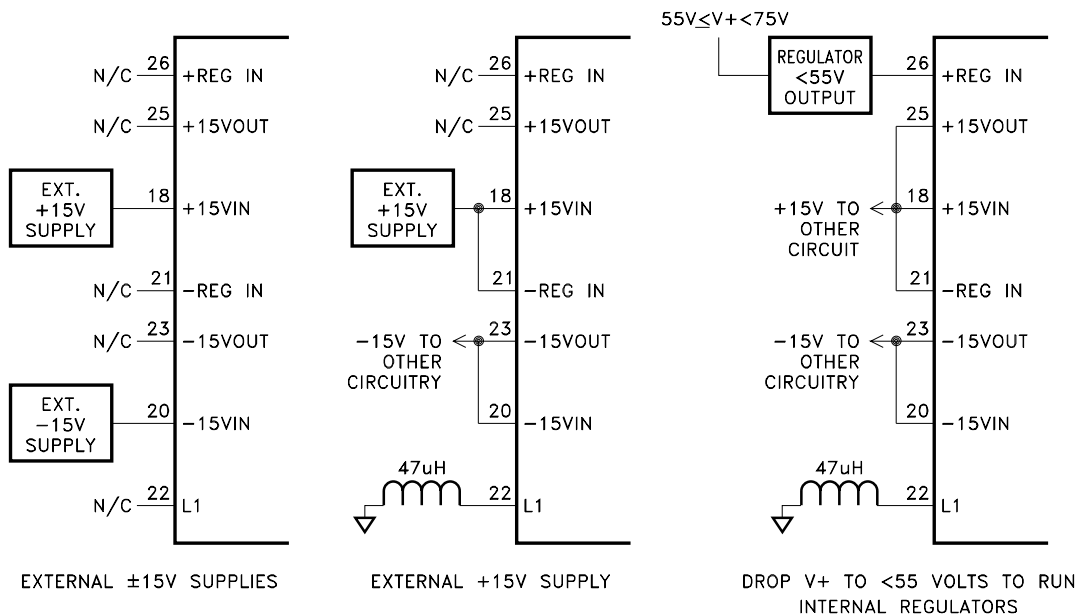 26
N/C
+REG IN
25
N/C
+15VOUT
EXT.
+15V
SUPPLY
18
+15VIN
21
N/C
-REG IN
23
N/C
-15VOUT
EXT.
-15V
SUPPLY
20
-15VIN
22
N/C
L1
EXTERNAL ±15V SUPPLIES
26
N/C
+REG IN
25
N/C
+15VOUT
EXT.
+15V
SUPPLY
18
+15VIN
21
-REG IN
23
-15VOUT
-15V TO
OTHER
CIRCUITRY
20
-15VIN
47uH
22
L1
EXTERNAL +15V SUPPLY
55V≤V+<75V
REGULATOR
<55V
OUTPUT
26
+REG IN
25
+15VOUT
+15V TO
OTHER
CIRCUIT
18
+15VIN
21
-REG IN
23
-15VOUT
-15V TO
OTHER
CIRCUITRY
20
-15VIN
47uH
22
L1
DROP V+ TO <55 VOLTS TO RUN
INTERNAL REGULATORS